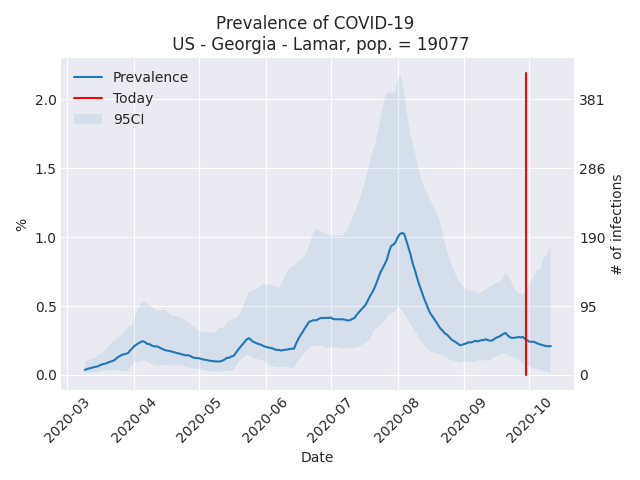 Prevalence of COVID-19
US - Georgia - Lamar, pop. = 19077
Prevalence
Today
95CI
2.0
1.5
1.0
0.5
0.0
%
381
286
190
95
0
# of infections
2020-03
2020-04
2020-05
2020-06
2020-07
2020-08
2020-09
2020-10
Date